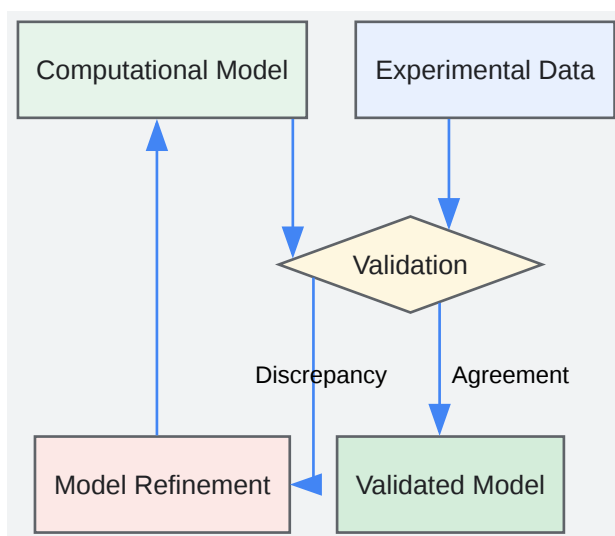 Computational Model
Experimental Data
Validation
Discrepancy
Agreement
Model Refinement
Validated Model